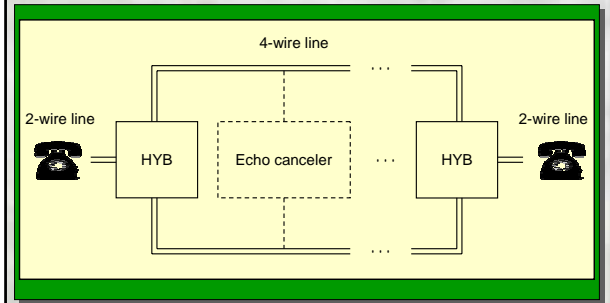 4-wire line
. . .
2-wire line
2-wire line
HYB
Echo canceler
. . .
HYB
. . .